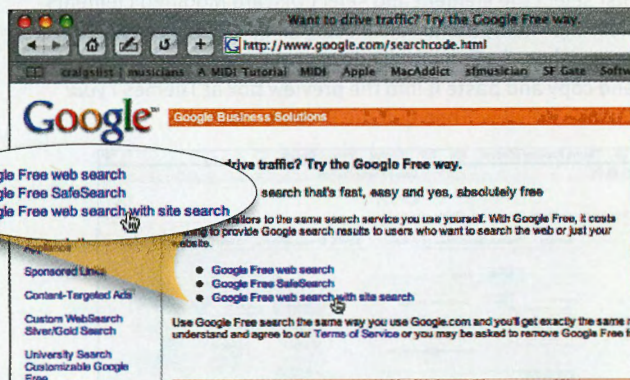 Want to drive traffic? Try the Google Free way.
http://www.google.com/searchcode.html
craigslist musicians A MIDI Tutorial MIDI Apple MacAddict sfmusician SF Gate Softw
Google™
Google Business Solutions
drive traffic? Try the Google Free way.
search that's fast, easy and yes, absolutely free
gle Free web search
gle Free SafeSearch
gle Free web search with site search
to the same search service you use yourself. With Google Free, it costs
to provide Google search results to users who want to search the web or just your
website.
Appliance
Sponsored Links
Content-Targeted Ads
Custom WebSearch
Silver/Gold Search
University Search
Customizable Google
Free
Google Free web search
Google Free SafeSearch
Google Free web search with site search
Use Google Free search the same way you use Google.com and you'll get exactly the same
understand and agree to our Terms of Service or you may be asked to remove Google Free